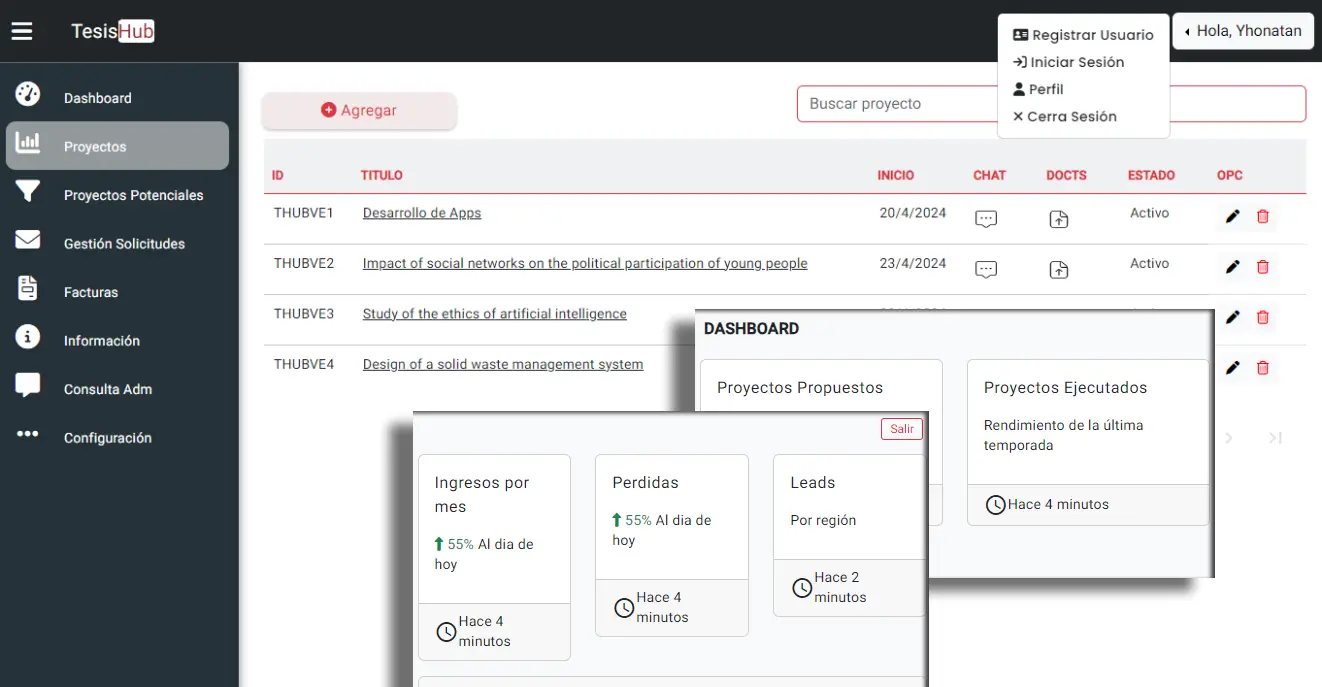 TesisHub
Registrar Usuario
Iniciar Sesión
Perfil
Cerra Sesión
Hola, Yhonatan
Dashboard
Proyectos
Proyectos Potenciales
Gestión Solicitudes
Facturas
Información
Consulta Adm
Configuración
Agregar
Buscar proyecto
ID TITULO INICIO CHAT DOCTS ESTADO OPC
THUBVE1 Desarrollo de Apps 20/4/2024 Activo
THUBVE2 Impact of social networks on the political participation of young people 23/4/2024 Activo
THUBVE3 Study of the ethics of artificial intelligence
THUBVE4 Design of a solid waste management system
DASHBOARD
Proyectos Propuestos
Proyectos Ejecutados
Rendimiento de la última
temporada
Hace 4 minutos
Salir
Ingresos por
mes
55% Al dia de
hoy
Hace 4
minutos
Perdidas
55% Al dia de
hoy
Hace 4
minutos
Leads
Por región
Hace 2
minutos